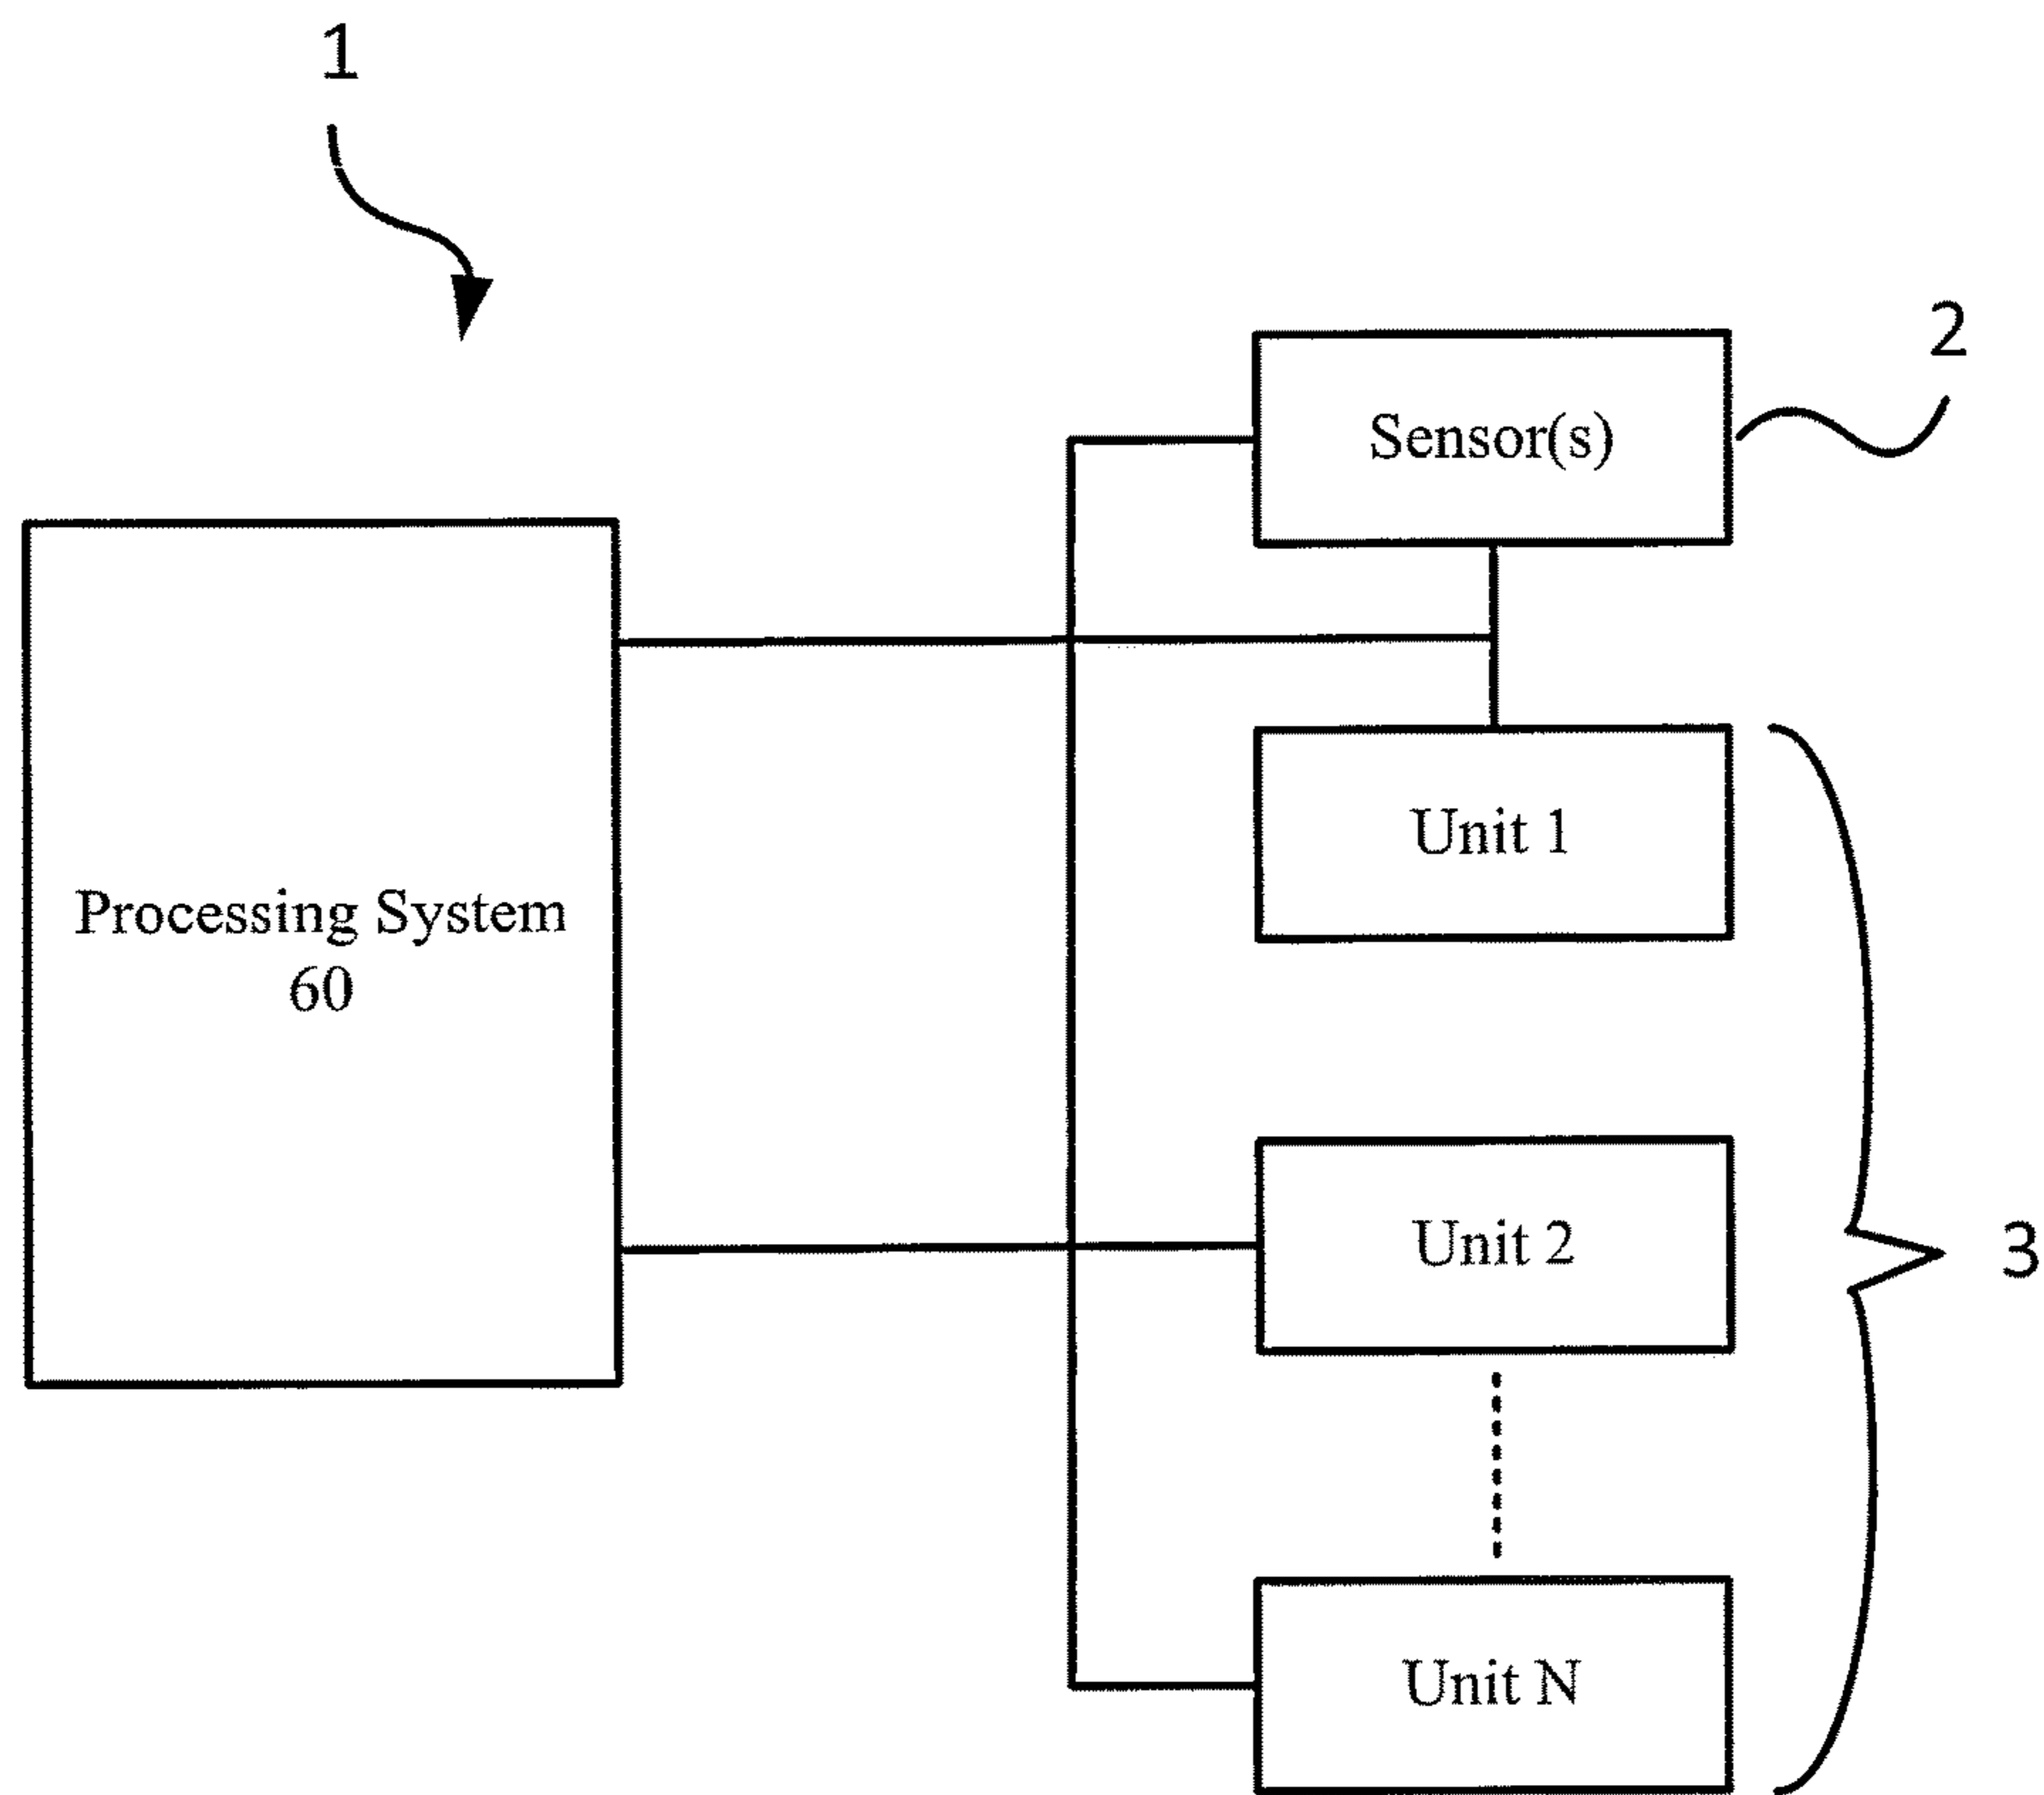 1
2
Sensor(s)
Unit 1
Processing System
60
Unit 2
3
Unit N